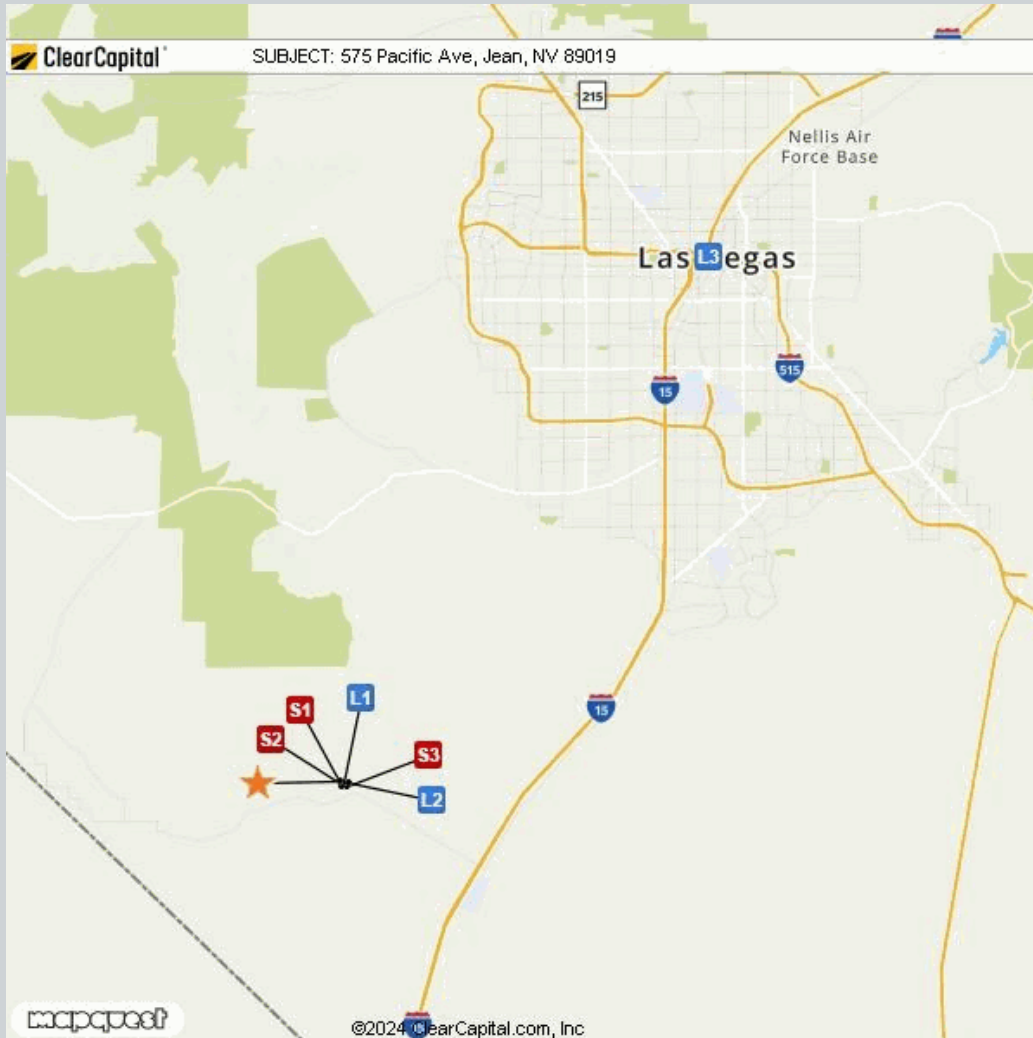 ClearCapital
SUBJECT: 575 Pacific Ave, Jean, NV 89019
215
Nellis Air
Force Base
Las L3 egas
515
15
L1
S1
S2
S3
15
L2
mapquest
©2024 ClearCapital.com, Inc